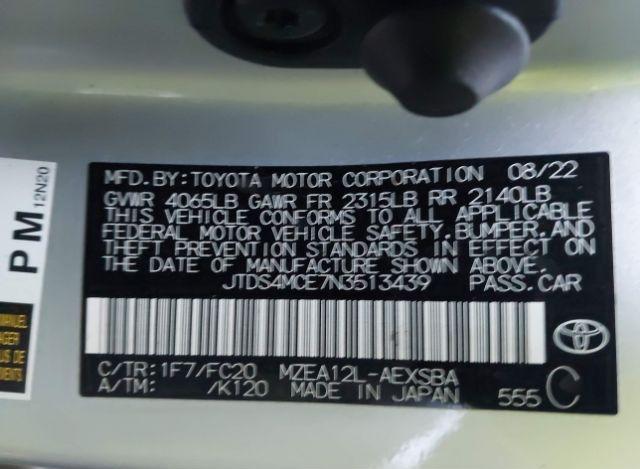 MFD.BY:TOYOTA MOTOR CORPORATION 08/22
GVWR 4065LB GAWR FR 2315LB RR 2140LB
THIS VEHICLE CONFORMS TO ALL APPLICABLE
FEDERAL MOTOR VEHICLE SAFETY,BUMPER,AND
THEFT PREVENTION STANDARDS IN EFFECT ON
THE DATE OF MANUFACTURE SHOWN ABOVE.
JTDS4MCE7N3513439 PASS.CAR
C/TR:1F7/FC20 MZEA12L-AEXSBA
A/TM: /K120 MADE IN JAPAN 555 C
PM 12N20
MANUEL